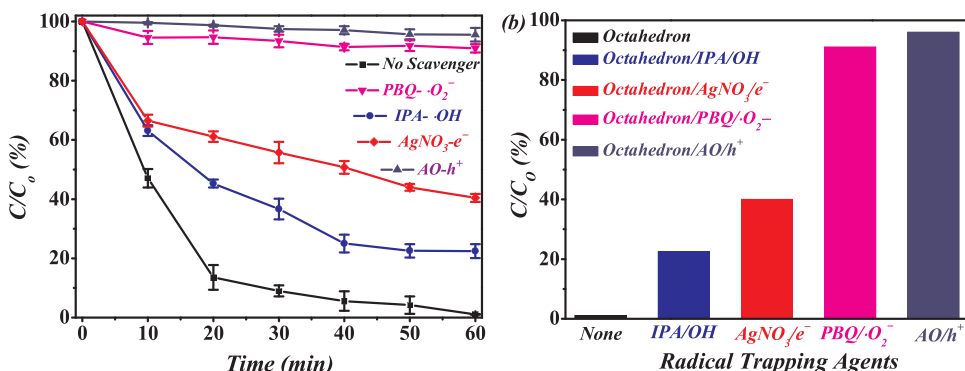 100
80
60
40
20
0
C/C₀ (%)
No Scavenger
PBQ- ·O₂⁻
IPA- ·OH
AgNO₃-e⁻
AO-h⁺
0 10 20 30 40 50 60
Time (min)
(b)
100
80
60
40
20
0
C/C₀ (%)
Octahedron
Octahedron/IPA/OH
Octahedron/AgNO₃/e⁻
Octahedron/PBQ/·O₂–
Octahedron/AO/h⁺
None IPA/OH AgNO₃/e⁻ PBQ/·O₂⁻ AO/h⁺
Radical Trapping Agents